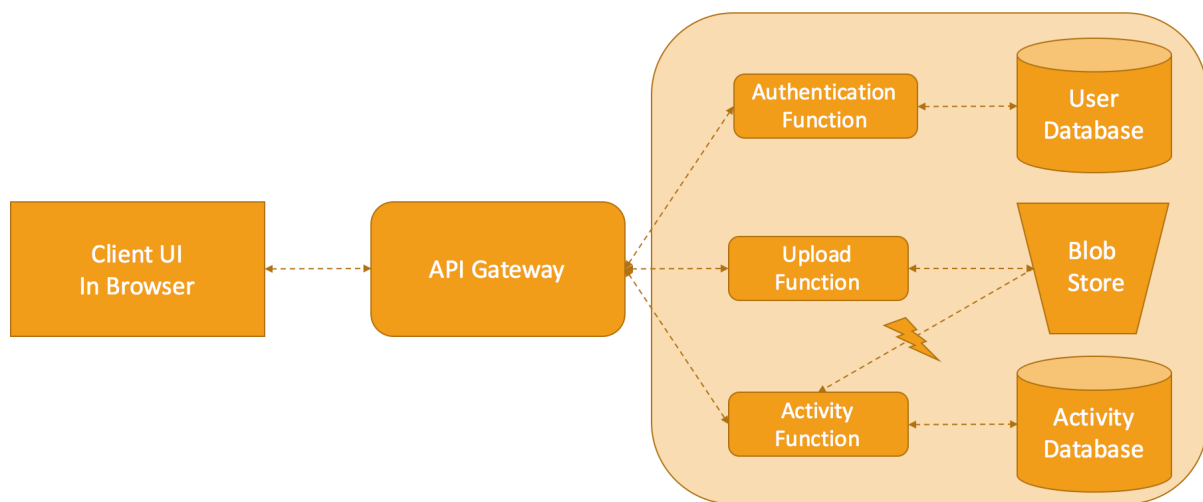 Client UI
In Browser
API Gateway
Authentication
Function
User
Database
Upload
Function
Blob
Store
Activity
Function
Activity
Database